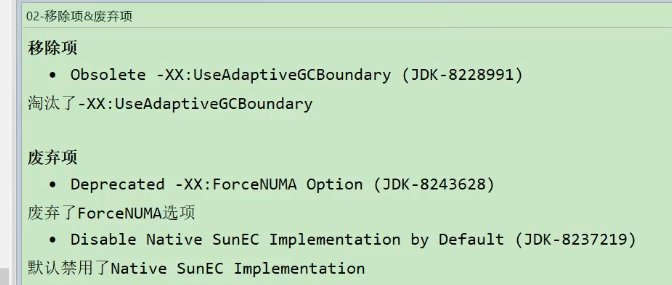 02-移除项&废弃项
移除项
• Obsolete -XX:UseAdaptiveGCBoundary (JDK-8228991)
淘汰了-XX:UseAdaptiveGCBoundary
废弃项
• Deprecated -XX:ForceNUMA Option (JDK-8243628)
废弃了ForceNUMA选项
• Disable Native SunEC Implementation by Default (JDK-8237219)
默认禁用了Native SunEC Implementation